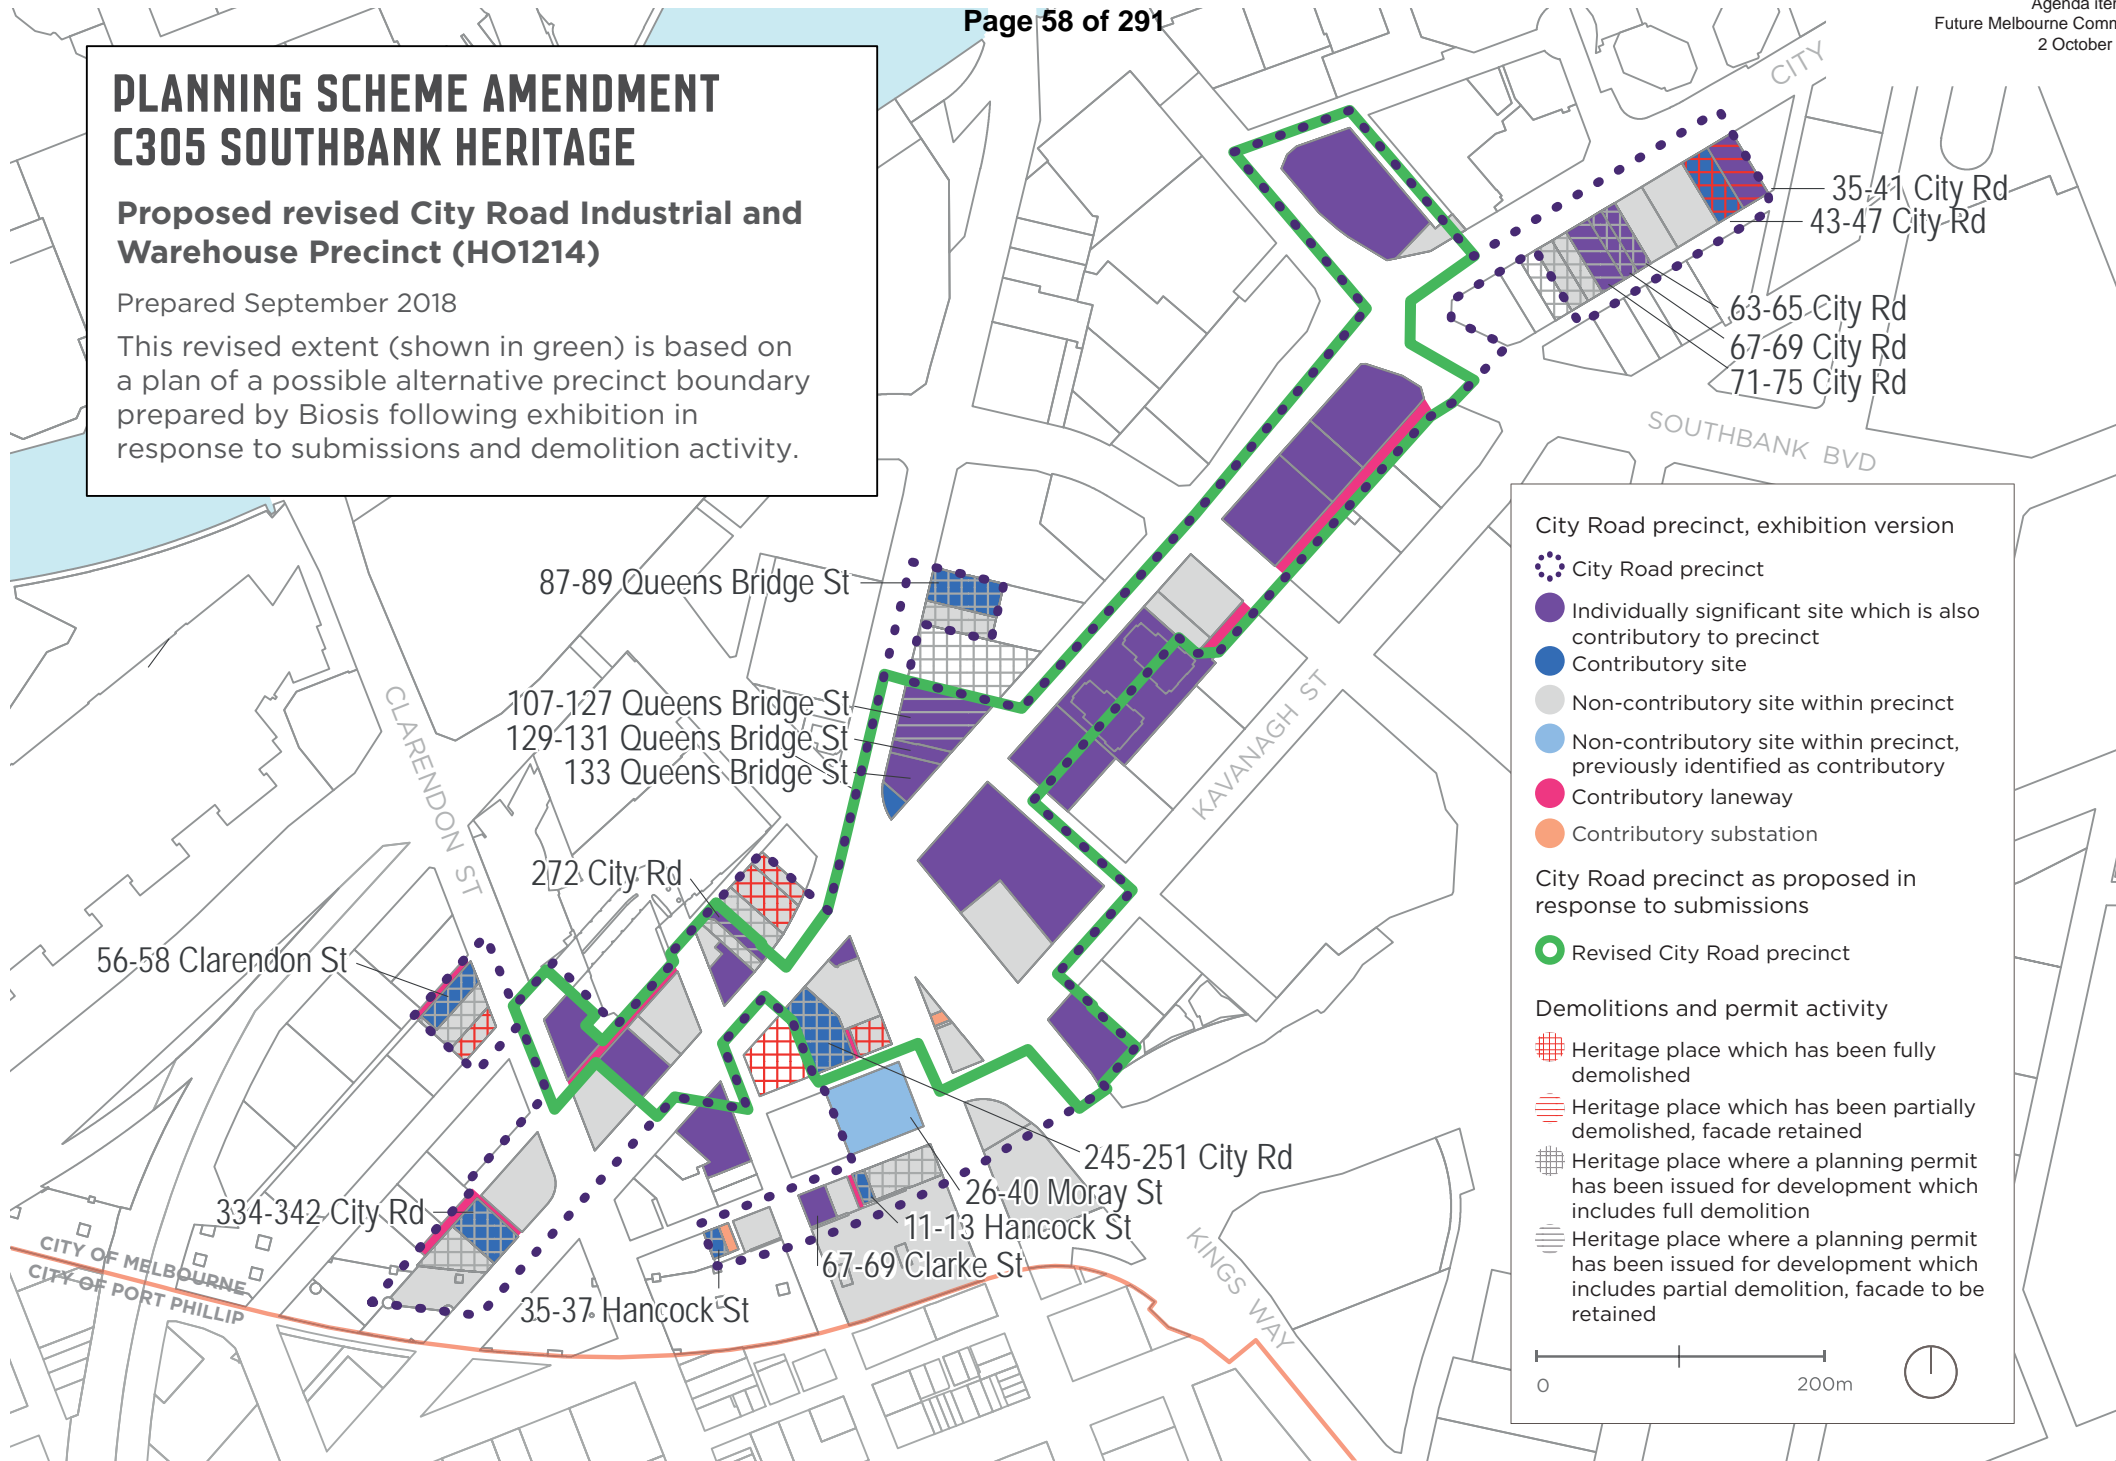 Page 58 of 291
Agenda item
Future Melbourne Comm
2 October
PLANNING SCHEME AMENDMENT
C305 SOUTHBANK HERITAGE
Proposed revised City Road Industrial and
Warehouse Precinct (HO1214)
Prepared September 2018
This revised extent (shown in green) is based on
a plan of a possible alternative precinct boundary
prepared by Biosis following exhibition in
response to submissions and demolition activity.
CITY
35-41 City Rd
43-47 City Rd
63-65 City Rd
67-69 City Rd
71-75 City Rd
SOUTHBANK BVD
87-89 Queens Bridge St
107-127 Queens Bridge St
129-131 Queens Bridge St
133 Queens Bridge St
KAVANAGH ST
CLARENDON ST
272 City Rd
56-58 Clarendon St
334-342 City Rd
CITY OF MELBOURNE
CITY OF PORT PHILLIP
245-251 City Rd
26-40 Moray St
11-13 Hancock St
67-69 Clarke St
35-37 Hancock St
KINGS WAY
City Road precinct, exhibition version
City Road precinct
Individually significant site which is also
contributory to precinct
Contributory site
Non-contributory site within precinct
Non-contributory site within precinct,
previously identified as contributory
Contributory laneway
Contributory substation
City Road precinct as proposed in
response to submissions
Revised City Road precinct
Demolitions and permit activity
Heritage place which has been fully
demolished
Heritage place which has been partially
demolished, facade retained
Heritage place where a planning permit
has been issued for development which
includes full demolition
Heritage place where a planning permit
has been issued for development which
includes partial demolition, facade to be
retained
0
200m